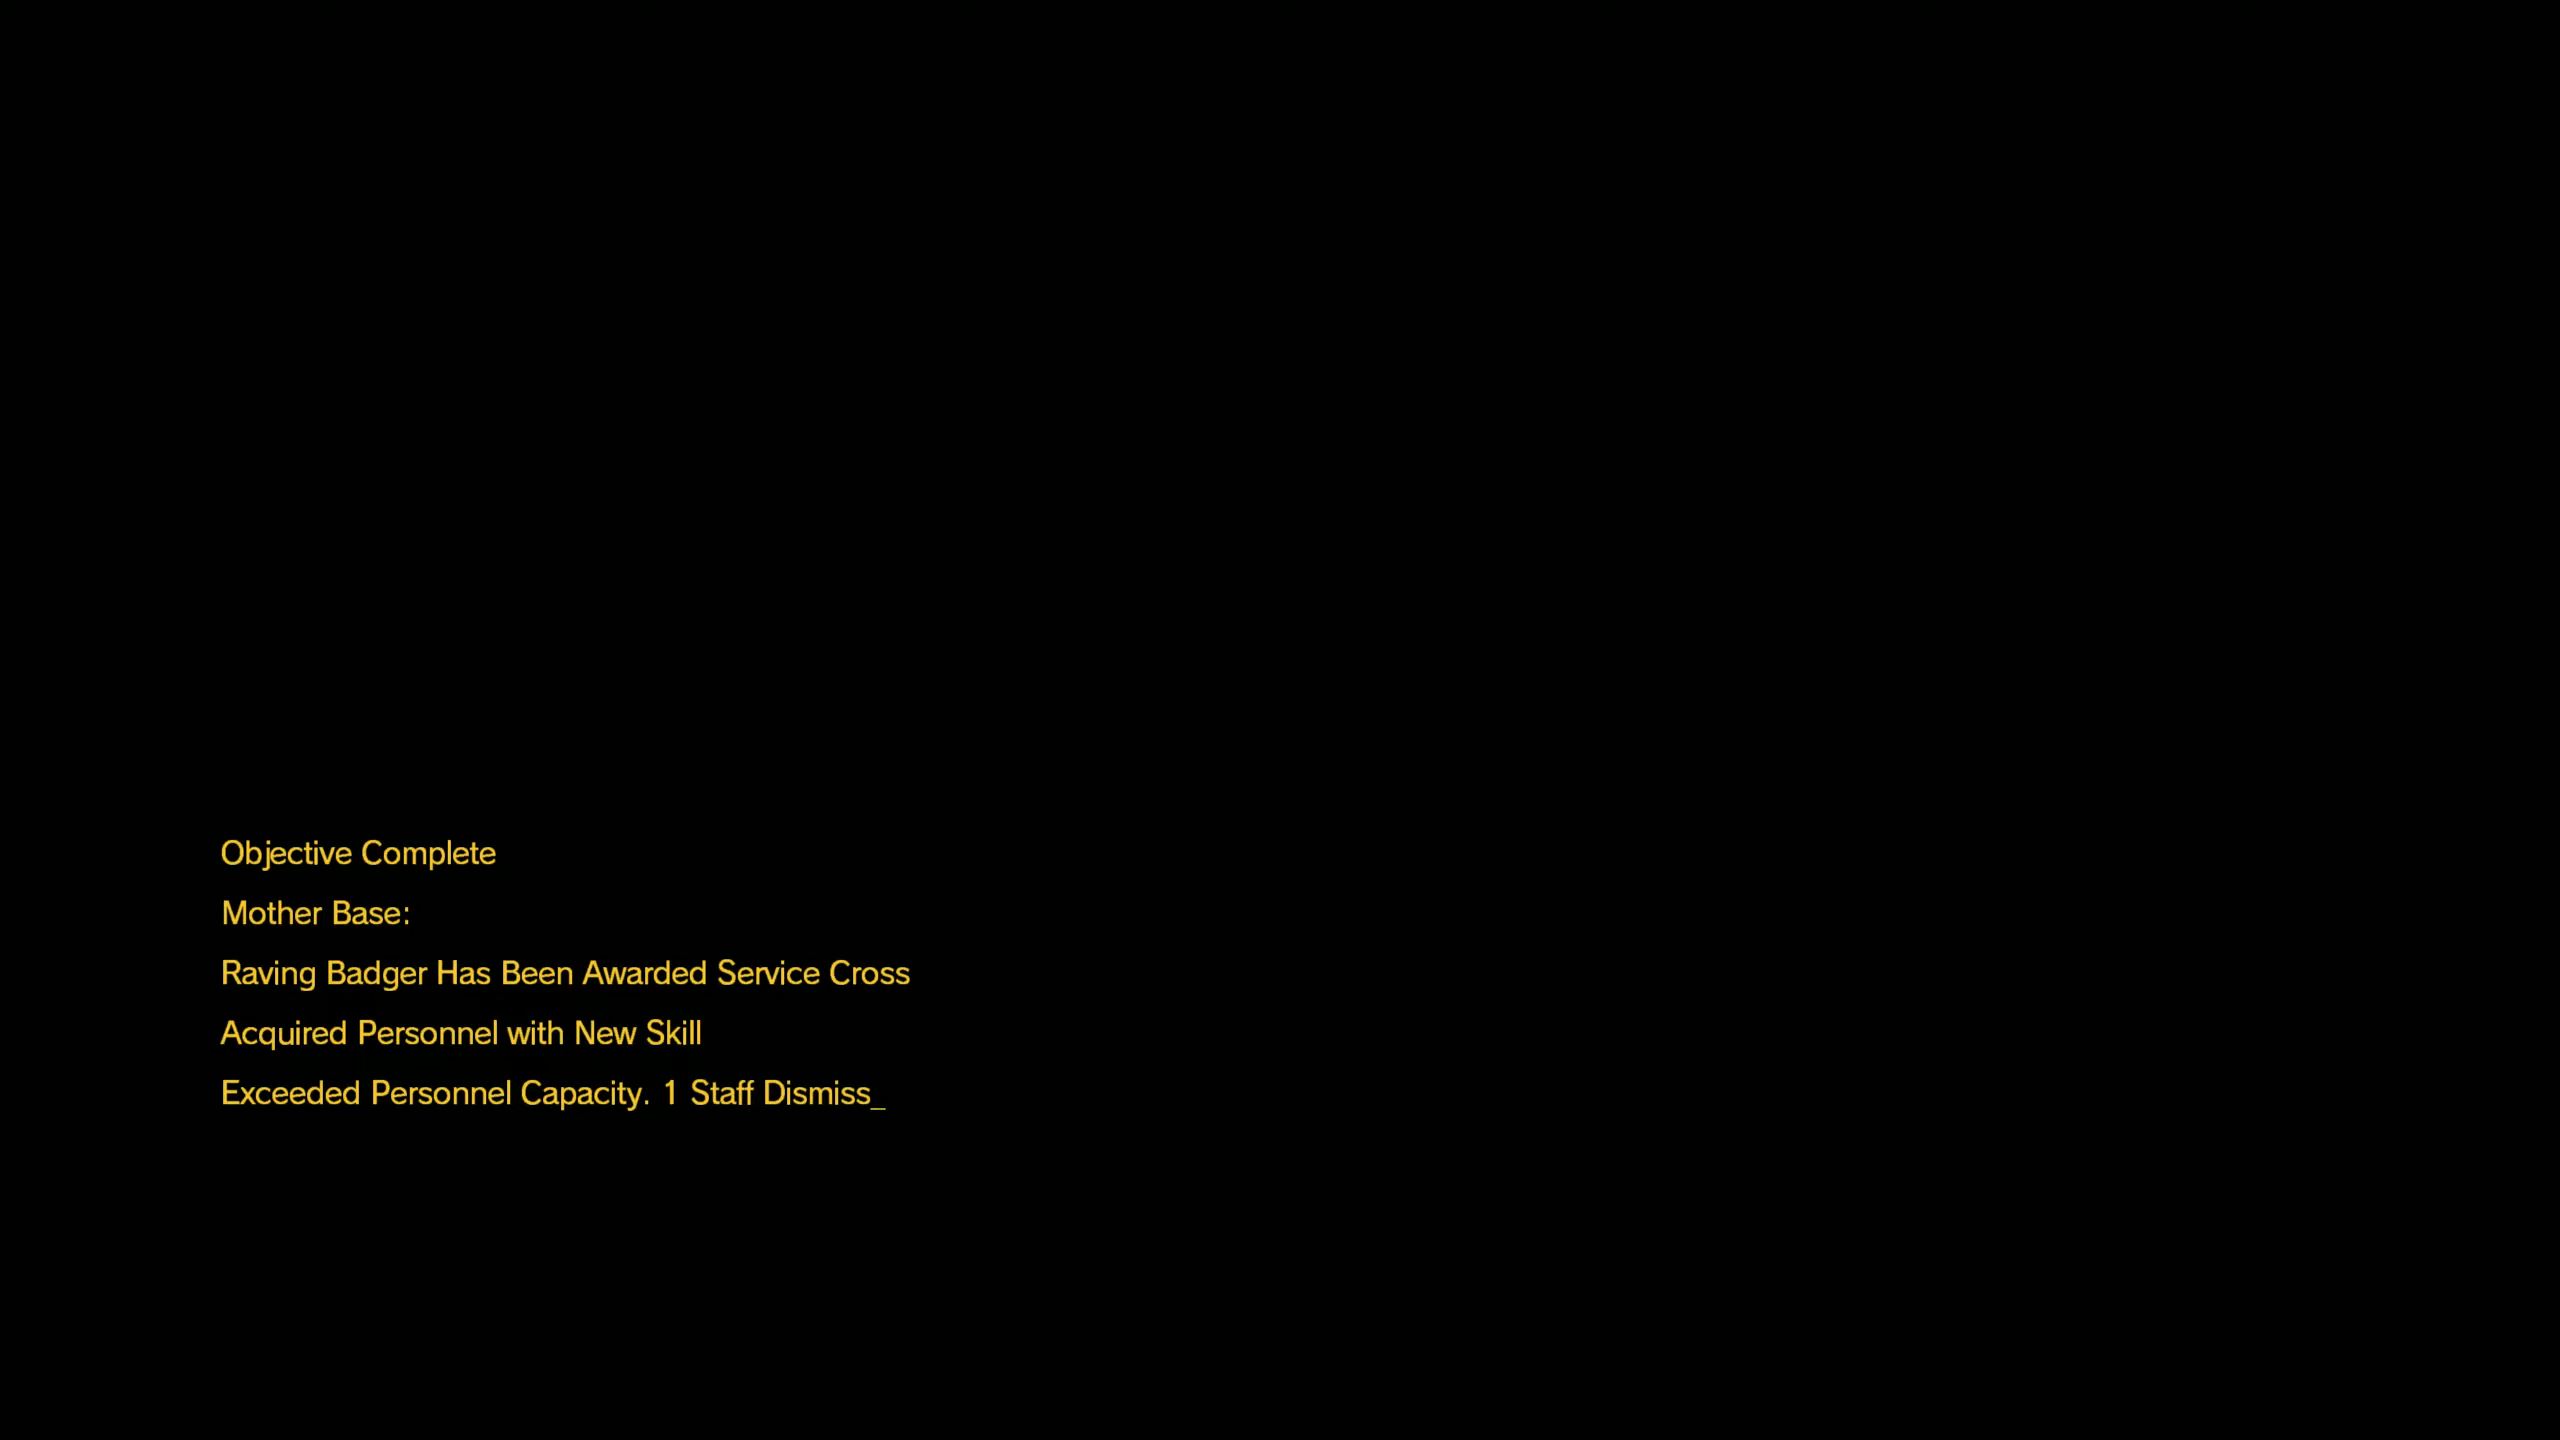 Objective Complete
Mother Base:
Raving Badger Has Been Awarded Service Cross
Acquired Personnel with New Skill
Exceeded Personnel Capacity. 1 Staff Dismiss_